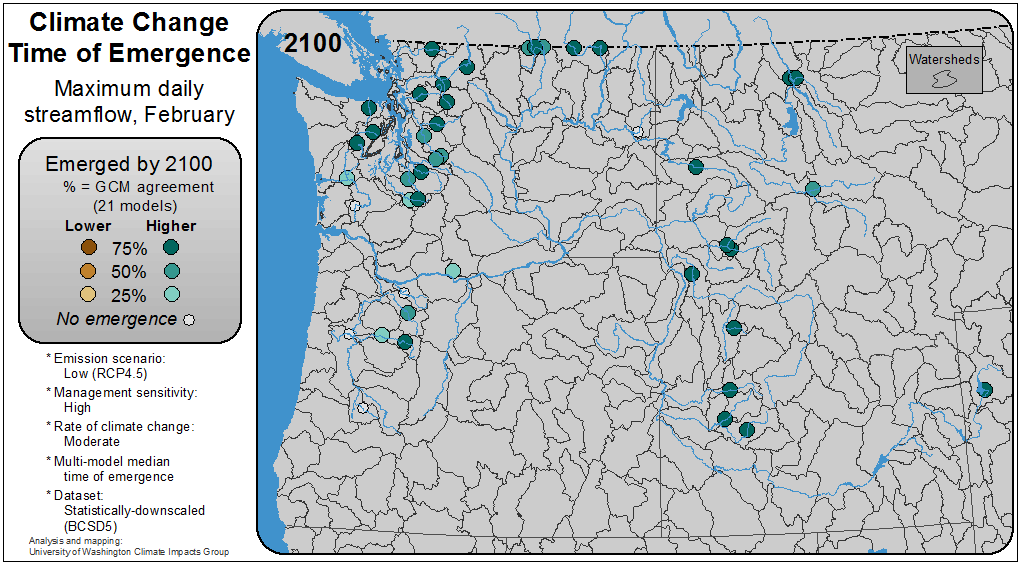 Climate Change
Time of Emergence
Maximum daily
streamflow, February
Emerged by 2100
% = GCM agreement
(21 models)
Lower Higher
75%
50%
25%
No emergence
* Emission scenario:
Low (RCP4.5)
* Management sensitivity:
High
* Rate of climate change:
Moderate
* Multi-model median
time of emergence
* Dataset:
Statistically-downscaled
(BCSD5)
Analysis and mapping:
University of Washington Climate Impacts Group
2100
Watersheds